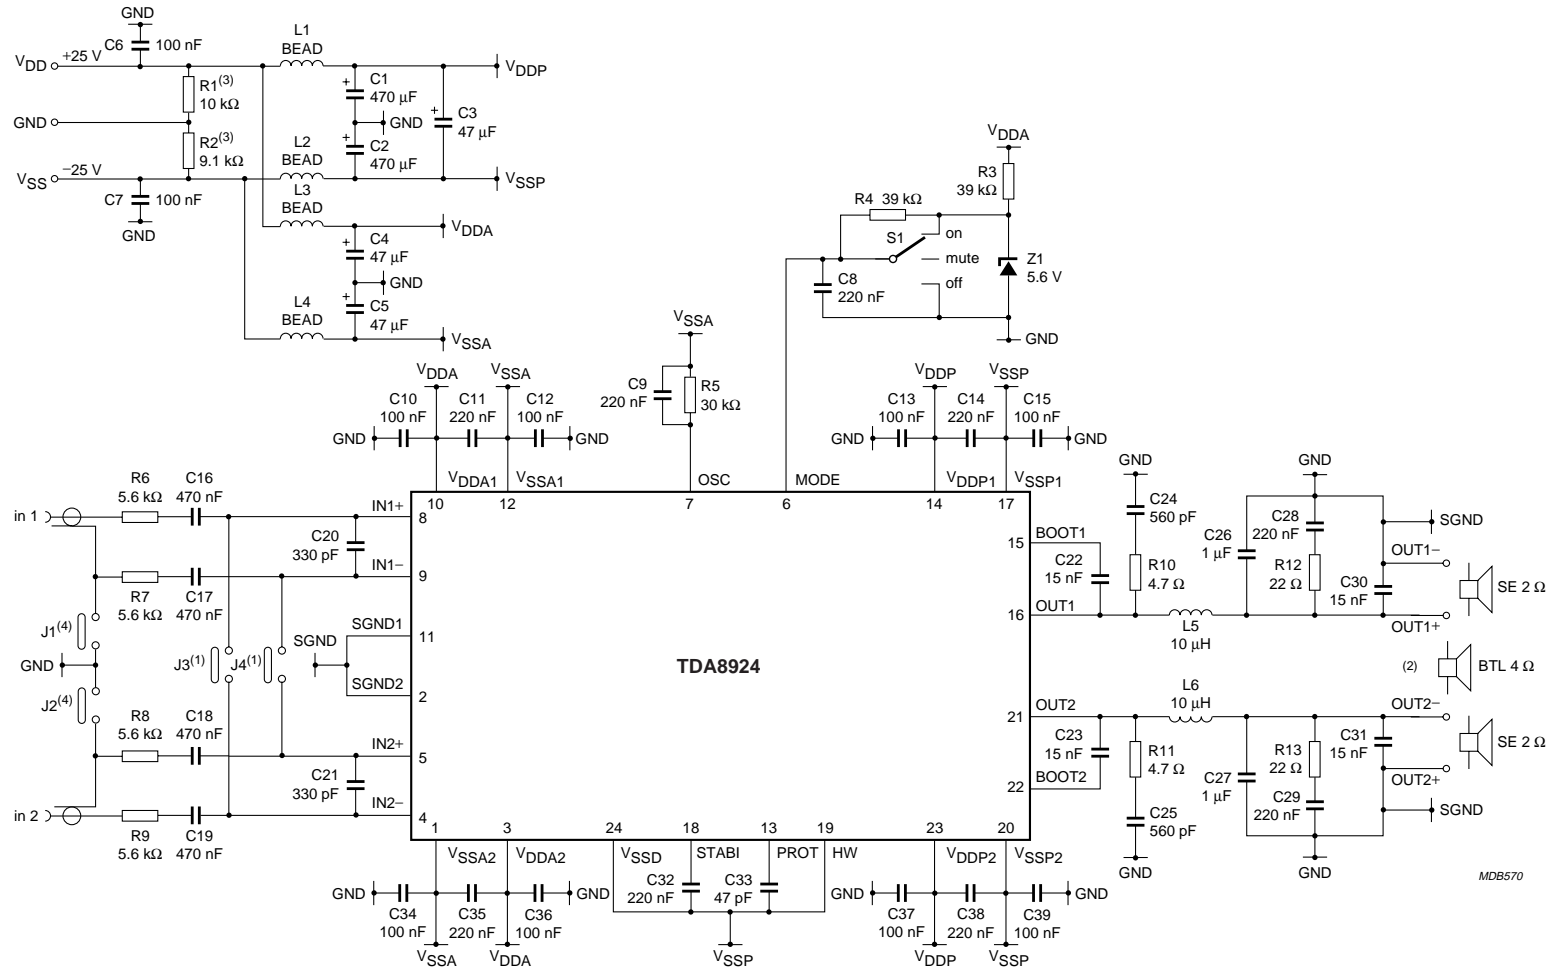 GND
C6 100 nF
VDD +25 V
L1
BEAD
VDDP
R1(3)
10 kΩ
+ C1
470 µF
+ C3
47 µF
GND
GND
R2(3)
9.1 kΩ
+ C2
470 µF
VSS −25 V
L2
BEAD
VSSP
C7 100 nF
GND
L3
BEAD
VDDA
+ C4
47 µF
GND
+ C5
47 µF
L4
BEAD
VSSA
VDDA
R3
39 kΩ
R4 39 kΩ
S1
on
mute
off
C8
220 nF
Z1
5.6 V
GND
VSSA
C9
220 nF
R5
30 kΩ
VDDA
VSSA
C10
100 nF
C11
220 nF
C12
100 nF
GND
GND
VDDP
VSSP
C13
100 nF
C14
220 nF
C15
100 nF
GND
GND
VDDA1
VSSA1
OSC
MODE
VDDP1
VSSP1
10
12
7
6
14
17
in 1
R6
5.6 kΩ
C16
470 nF
IN1+
8
C20
330 pF
IN1−
9
R7
5.6 kΩ
C17
470 nF
J1(4)
GND
J2(4)
J3(1)
J4(1)
SGND
SGND1
11
SGND2
2
TDA8924
R8
5.6 kΩ
C18
470 nF
IN2+
5
C21
330 pF
IN2−
4
in 2
R9
5.6 kΩ
C19
470 nF
15
BOOT1
C22
15 nF
16
OUT1
GND
C24
560 pF
R10
4.7 Ω
L5
10 µH
GND
C26
1 µF
C28
220 nF
R12
22 Ω
C30
15 nF
SGND
OUT1−
SE 2 Ω
OUT1+
(2)
BTL 4 Ω
21
OUT2
C23
15 nF
22
BOOT2
L6
10 µH
R11
4.7 Ω
C25
560 pF
GND
C27
1 µF
R13
22 Ω
C29
220 nF
C31
15 nF
GND
OUT2−
SE 2 Ω
OUT2+
SGND
1
3
24
18
13
19
23
20
VSSA2
VDDA2
VSSD
STABI
PROT
HW
VDDP2
VSSP2
GND
C34
100 nF
C35
220 nF
C36
100 nF
GND
VSSA
VDDA
C32
220 nF
C33
47 pF
VSSP
GND
C37
100 nF
C38
220 nF
C39
100 nF
GND
VDDP
VSSP
MDB570